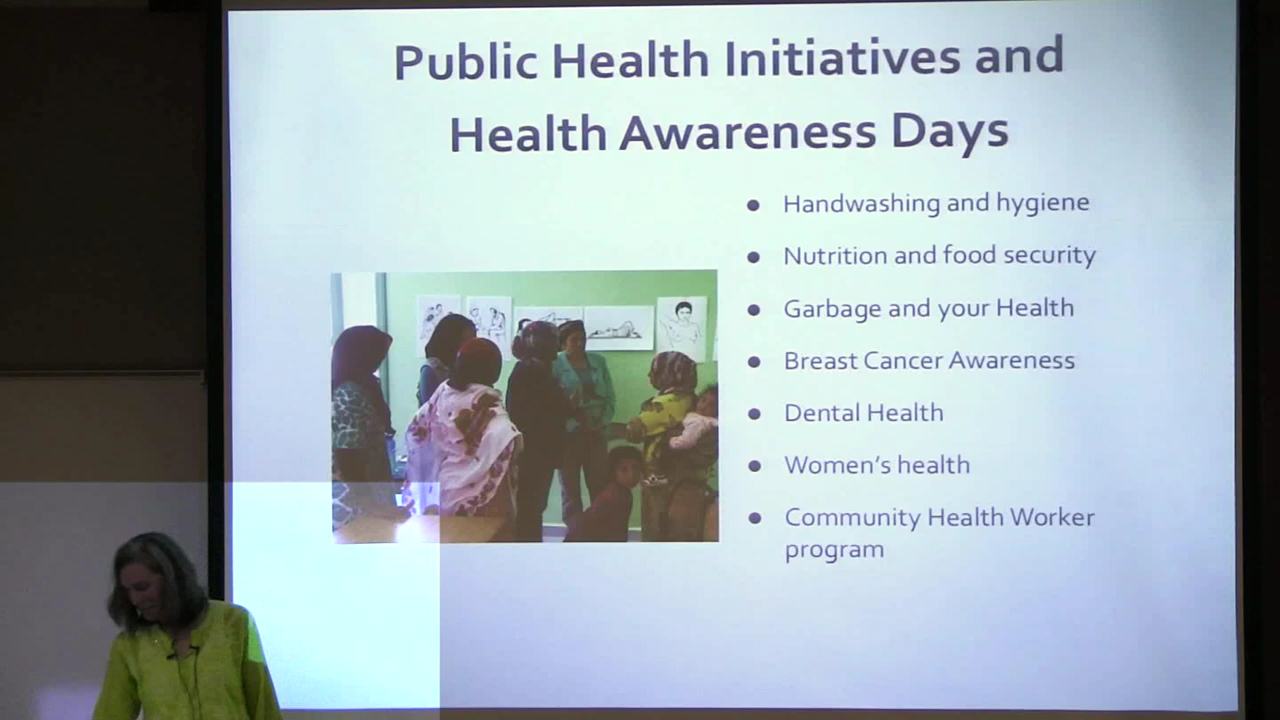 Public Health Initiatives and
Health Awareness Days
● Handwashing and hygiene
● Nutrition and food security
● Garbage and your Health
● Breast Cancer Awareness
● Dental Health
● Women's health
● Community Health Worker
program